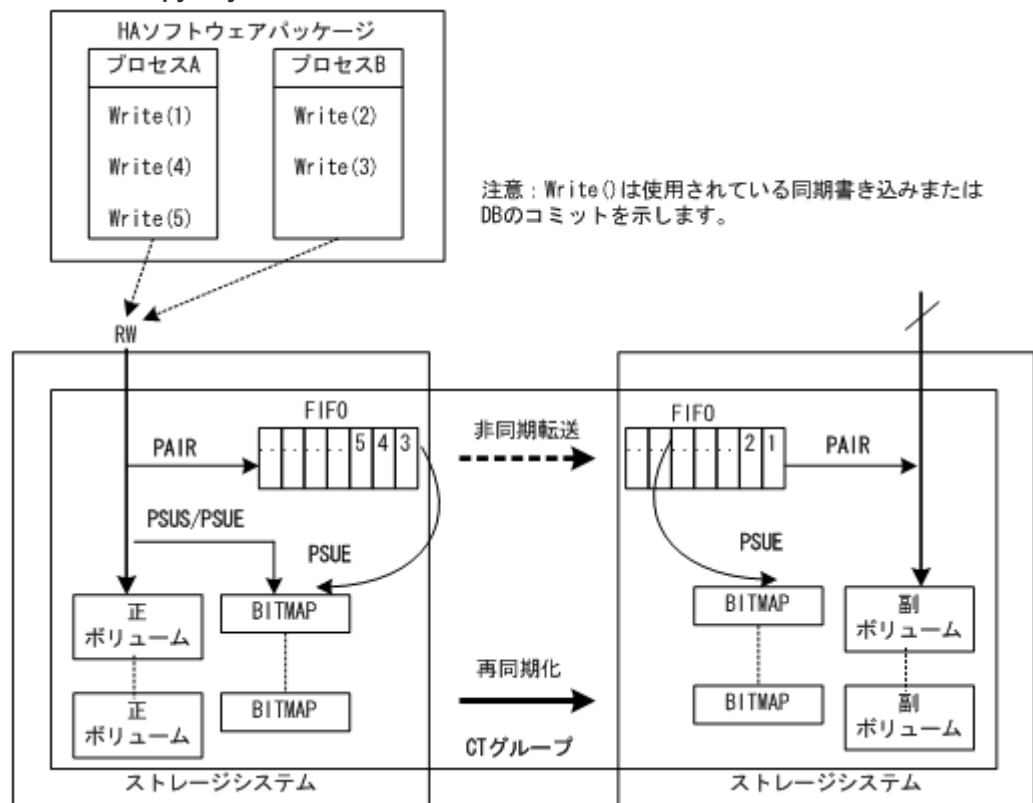 HAソフトウェアパッケージ
プロセスA
プロセスB
Write(1)
Write(2)
Write(4)
Write(3)
Write(5)
注意：Write()は使用されている同期書き込みまたは
DBのコミットを示します。
RW
FIFO
FIFO
非同期転送
PAIR
5 4 3
2 1
PAIR
PSUS/PSUE
PSUE
PSUE
正
ボリューム
BITMAP
BITMAP
副
ボリューム
再同期化
正
ボリューム
BITMAP
BITMAP
副
ボリューム
CTグループ
ストレージシステム
ストレージシステム